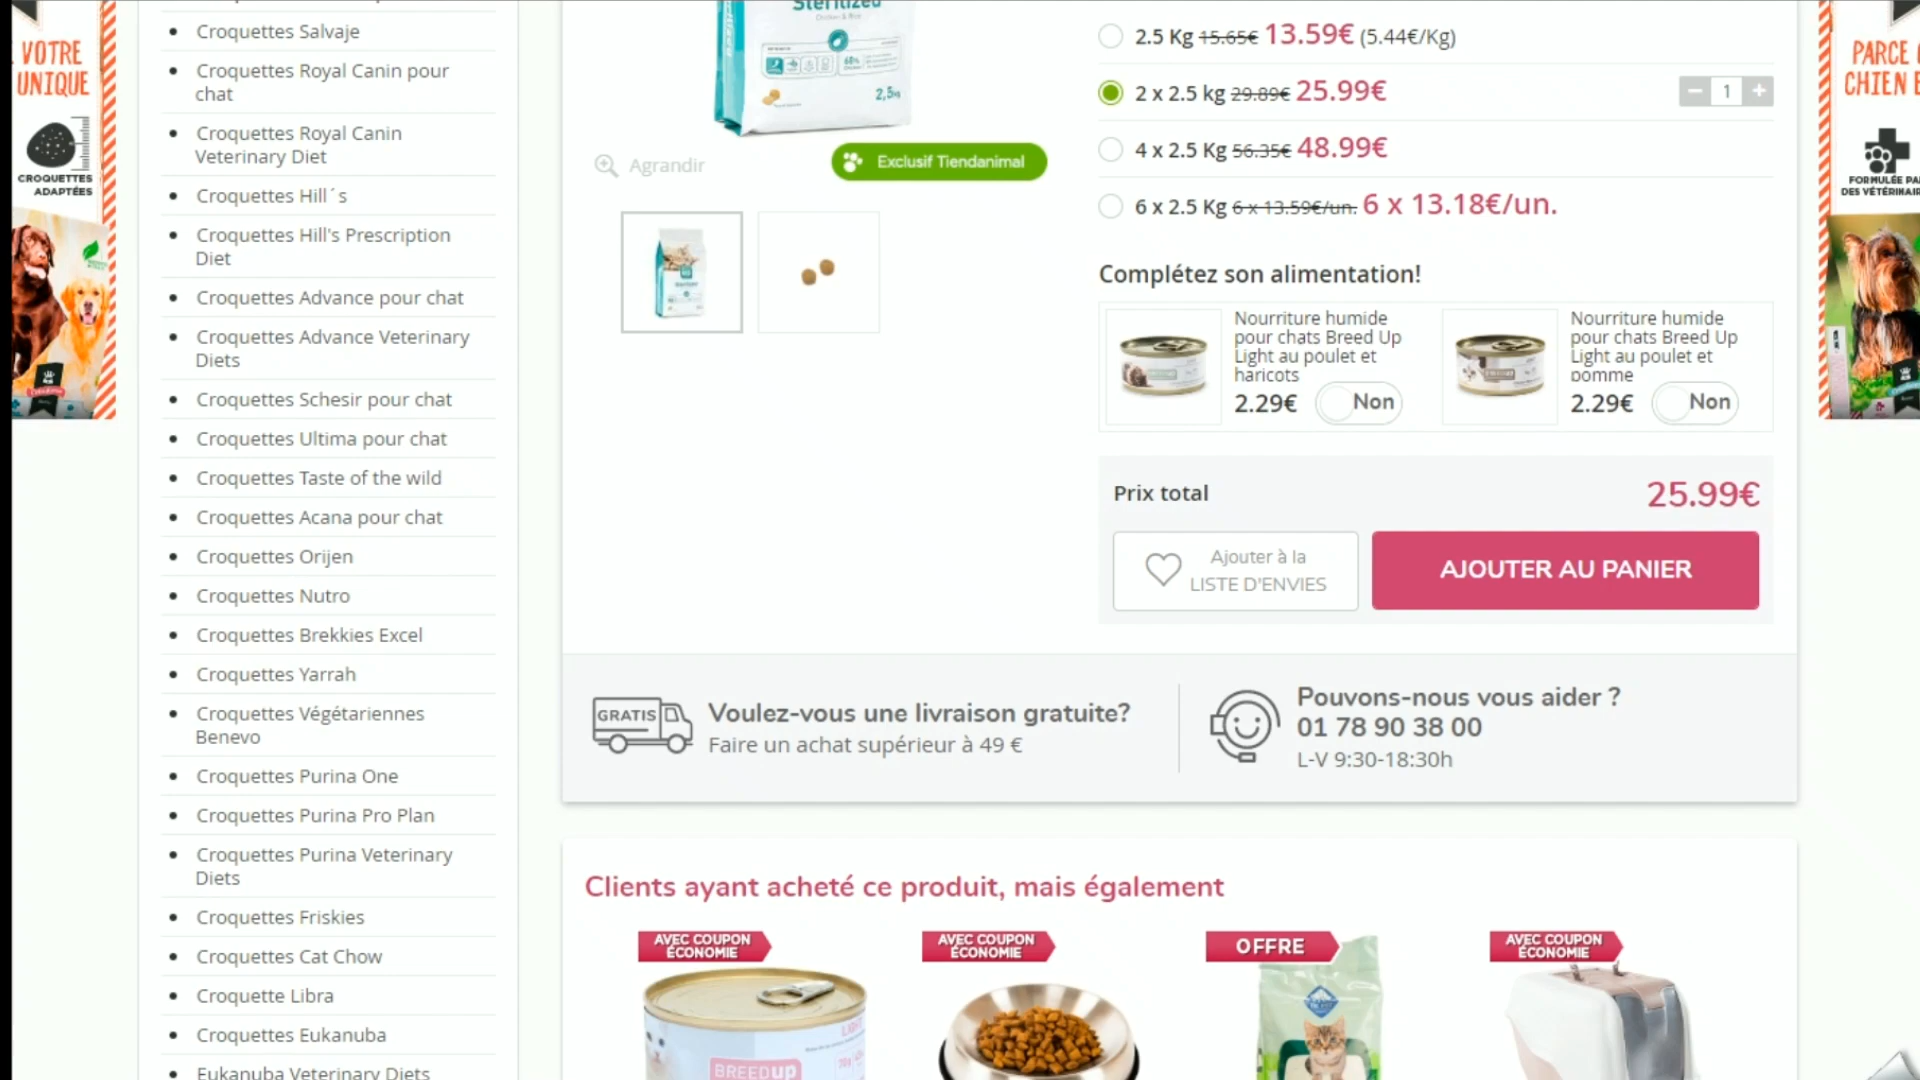 VOTRE
UNIQUE
CROQUETTES
ADAPTÉES
Croquettes Salvaje
Croquettes Royal Canin pour
chat
Croquettes Royal Canin
Veterinary Diet
Croquettes Hill´s
Croquettes Hill's Prescription
Diet
Croquettes Advance pour chat
Croquettes Advance Veterinary
Diets
Croquettes Schesir pour chat
Croquettes Ultima pour chat
Croquettes Taste of the wild
Croquettes Acana pour chat
Croquettes Orijen
Croquettes Nutro
Croquettes Brekkies Excel
Croquettes Yarrah
Croquettes Végétariennes
Benevo
Croquettes Purina One
Croquettes Purina Pro Plan
Croquettes Purina Veterinary
Diets
Croquettes Friskies
Croquettes Cat Chow
Croquette Libra
Croquettes Eukanuba
Eukanuba Veterinary Diets
Sterilized
Chicken & Rice
2,5kg
Agrandir
Exclusif Tiendanimal
2.5 Kg 15.65€ 13.59€ (5.44€/Kg)
2 x 2.5 kg 29.89€ 25.99€
1
4 x 2.5 Kg 56.35€ 48.99€
6 x 2.5 Kg 6 x 13.59€/un. 6 x 13.18€/un.
Complétez son alimentation!
Nourriture humide
pour chats Breed Up
Light au poulet et
haricots
2.29€ Non
Nourriture humide
pour chats Breed Up
Light au poulet et
pomme
2.29€ Non
Prix total 25.99€
Ajouter à la
LISTE D'ENVIES
AJOUTER AU PANIER
GRATIS
Voulez-vous une livraison gratuite?
Faire un achat supérieur à 49 €
Pouvons-nous vous aider ?
01 78 90 38 00
L-V 9:30-18:30h
Clients ayant acheté ce produit, mais également
AVEC COUPON
ÉCONOMIE
AVEC COUPON
ÉCONOMIE
OFFRE
AVEC COUPON
ÉCONOMIE
LIGHT
BREEDUP
PARCE
CHIEN
FORMULÉE PA
DES VÉTÉRINAIR